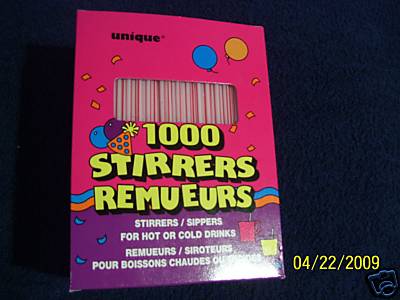 unique®
1000
STIRRERS
REMUEURS
STIRRERS / SIPPERS
FOR HOT OR COLD DRINKS
REMUEURS / SIROTEURS
POUR BOISSONS CHAUDES OU
04/22/2009